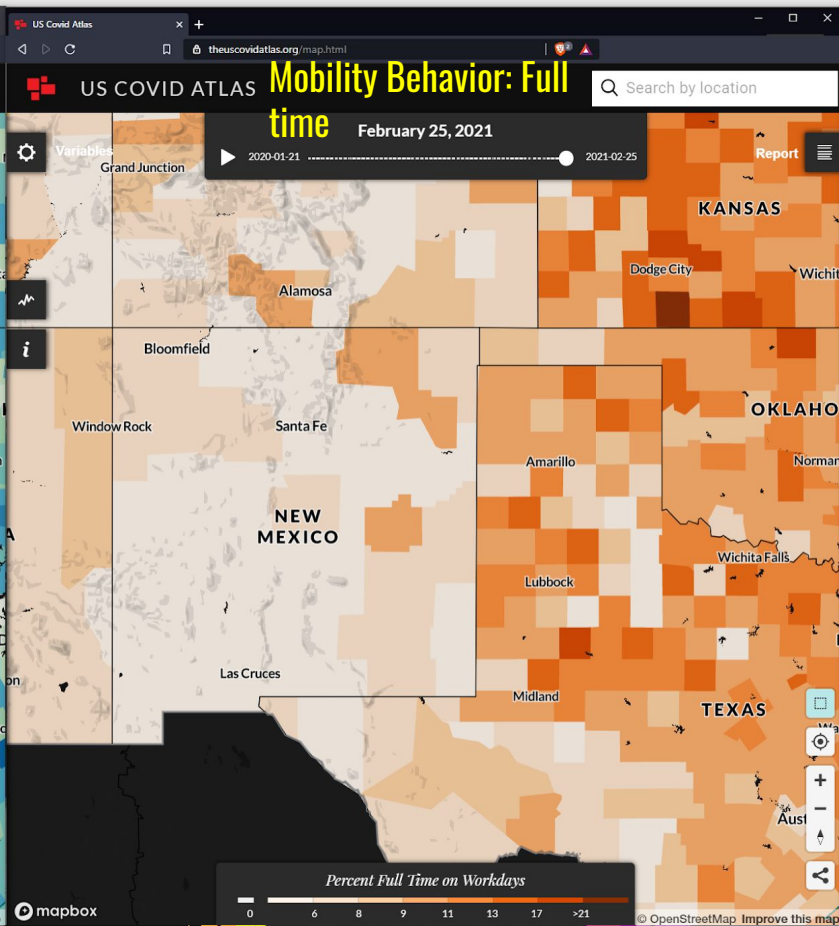 US Covid Atlas
theuscovidatlas.org/map.html
US COVID ATLAS
Mobility Behavior: Full
time
Search by location
February 25, 2021
2020-01-21
2021-02-25
Variables
Report
Grand Junction
KANSAS
Dodge City
Wichit
Alamosa
Bloomfield
OKLAHO
Window Rock
Santa Fe
Amarillo
Norman
NEW
MEXICO
Wichita Falls
Lubbock
Las Cruces
Midland
TEXAS
Wa
Aust
Percent Full Time on Workdays
0 6 8 9 11 13 17 >21
mapbox
© OpenStreetMap Improve this map